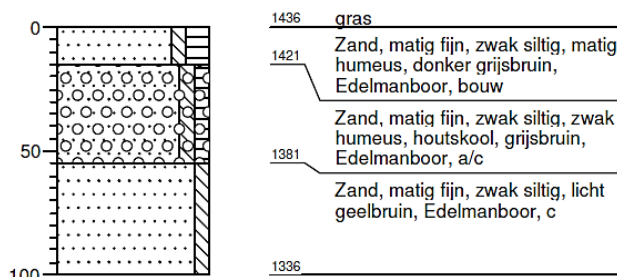 0
50
100
1436
gras
1421
Zand, matig fijn, zwak siltig, matig
humeus, donker grijsbruin,
Edelmanboor, bouw
Zand, matig fijn, zwak siltig, zwak
humeus, houtskool, grijsbruin,
Edelmanboor, a/c
1381
Zand, matig fijn, zwak siltig, licht
geelbruin, Edelmanboor, c
1336